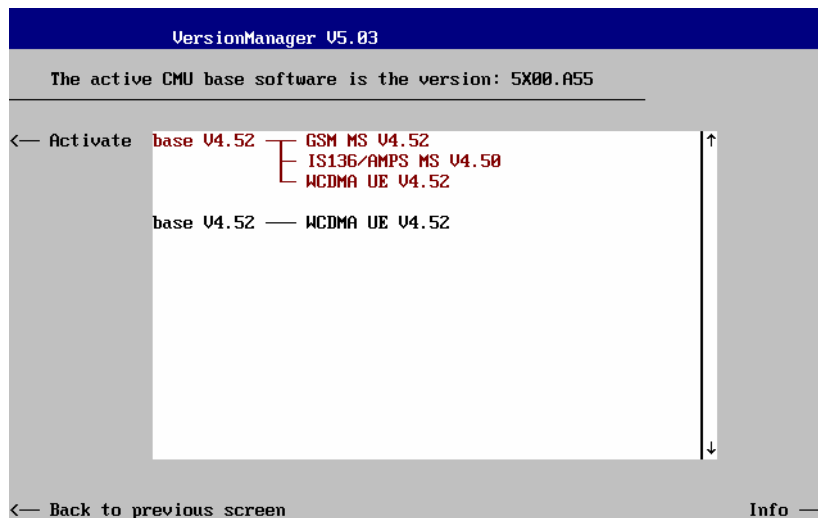 VersionManager V5.03
The active CMU base software is the version: 5X00.A55
<— Activate base V4.52 GSM MS V4.52
IS136/AMPS MS V4.50
WCDMA UE V4.52
base V4.52 WCDMA UE V4.52
<— Back to previous screen Info —